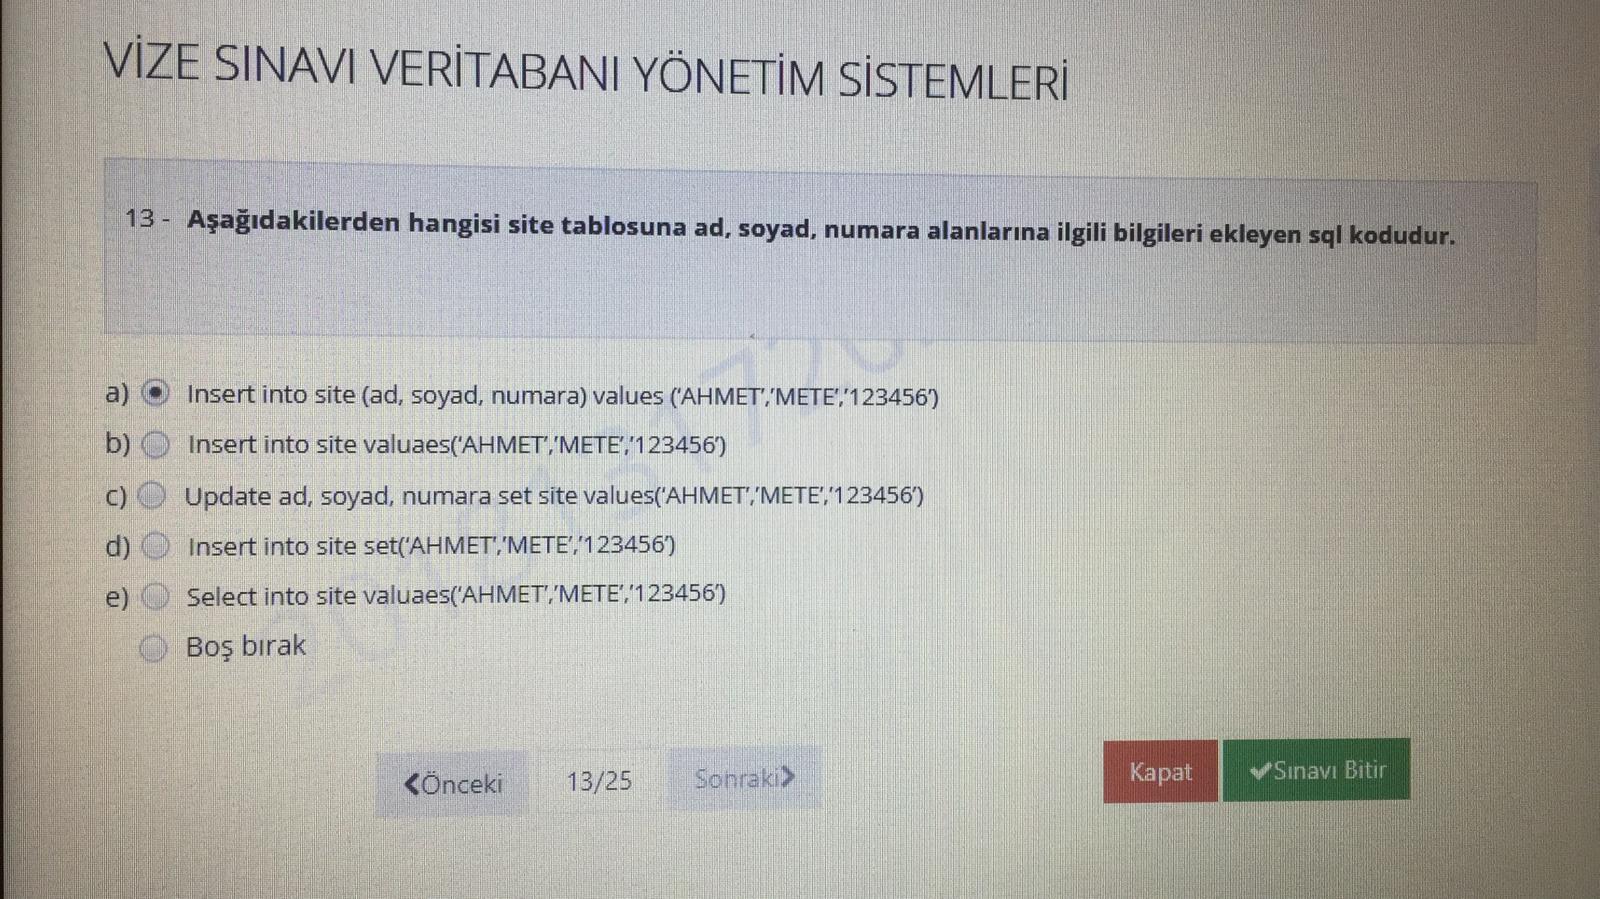 VİZE SINAVI VERİTABANI YÖNETİM SİSTEMLERİ
13 - Aşağıdakilerden hangisi site tablosuna ad, soyad, numara alanlarına ilgili bilgileri ekleyen sql kodudur.
a) Insert into site (ad, soyad, numara) values (‘AHMET’,’METE’,’123456’)
b) Insert into site valuaes(‘AHMET’,’METE’,’123456’)
c) Update ad, soyad, numara set site values(‘AHMET’,’METE’,’123456’)
d) Insert into site set(‘AHMET’,’METE’,’123456’)
e) Select into site valuaes(‘AHMET’,’METE’,’123456’)
Boş bırak
Önceki 13/25 Sonraki Kapat Sınavı Bitir